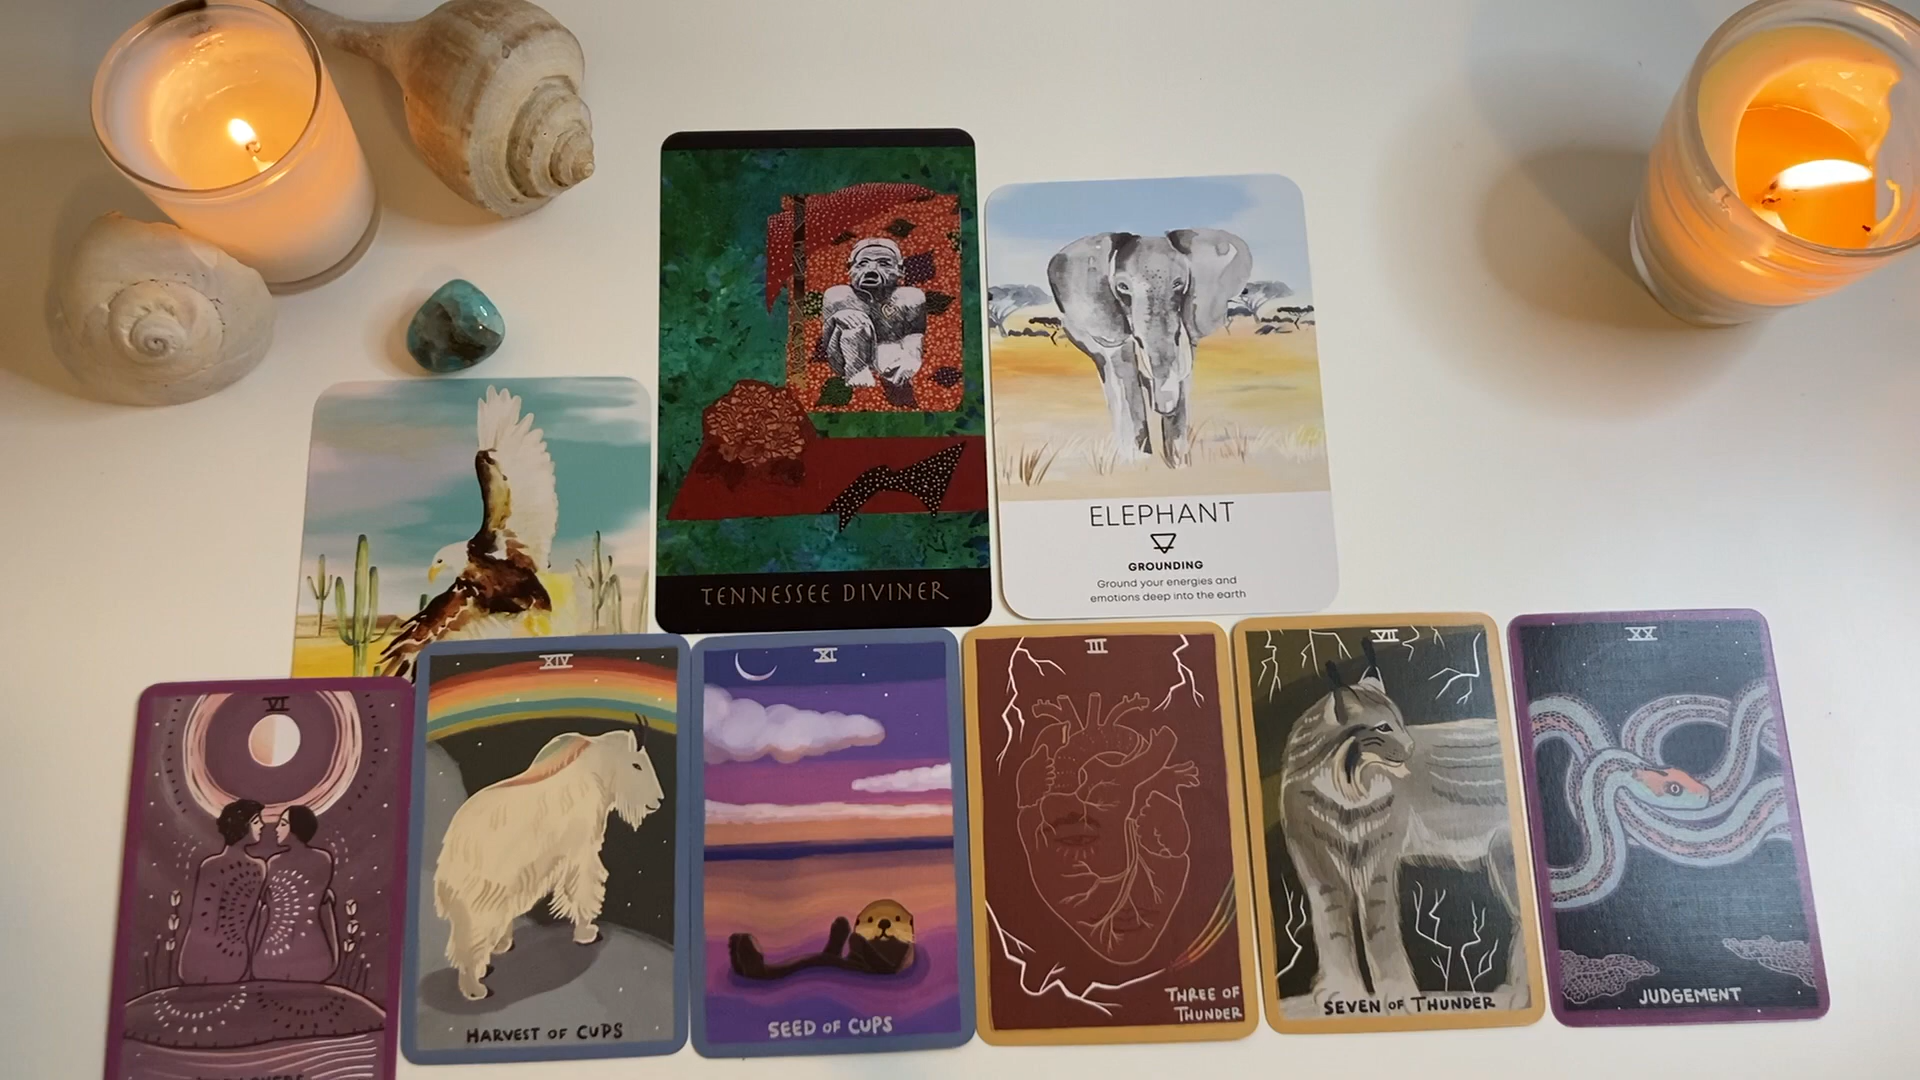 TENNESSEE DIVINER
ELEPHANT
GROUNDING
Ground your energies and
emotions deep into the earth
VI
XIV
HARVEST OF CUPS
XI
SEED OF CUPS
III
THREE OF
THUNDER
VII
SEVEN OF THUNDER
XX
JUDGEMENT